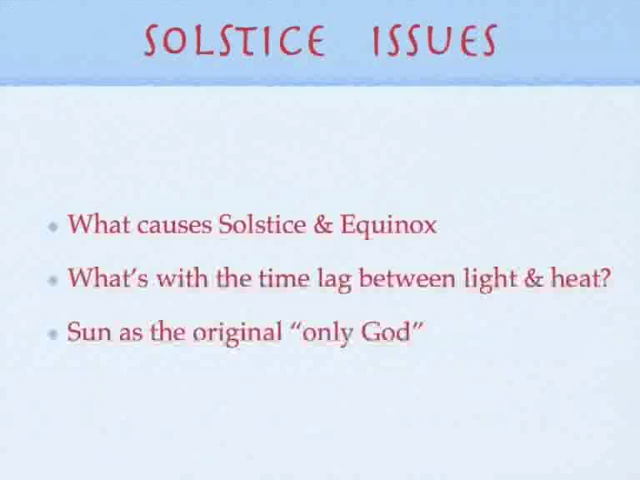 SOLSTICE ISSUES
What causes Solstice & Equinox
What's with the time lag between light & heat?
Sun as the original “only God”